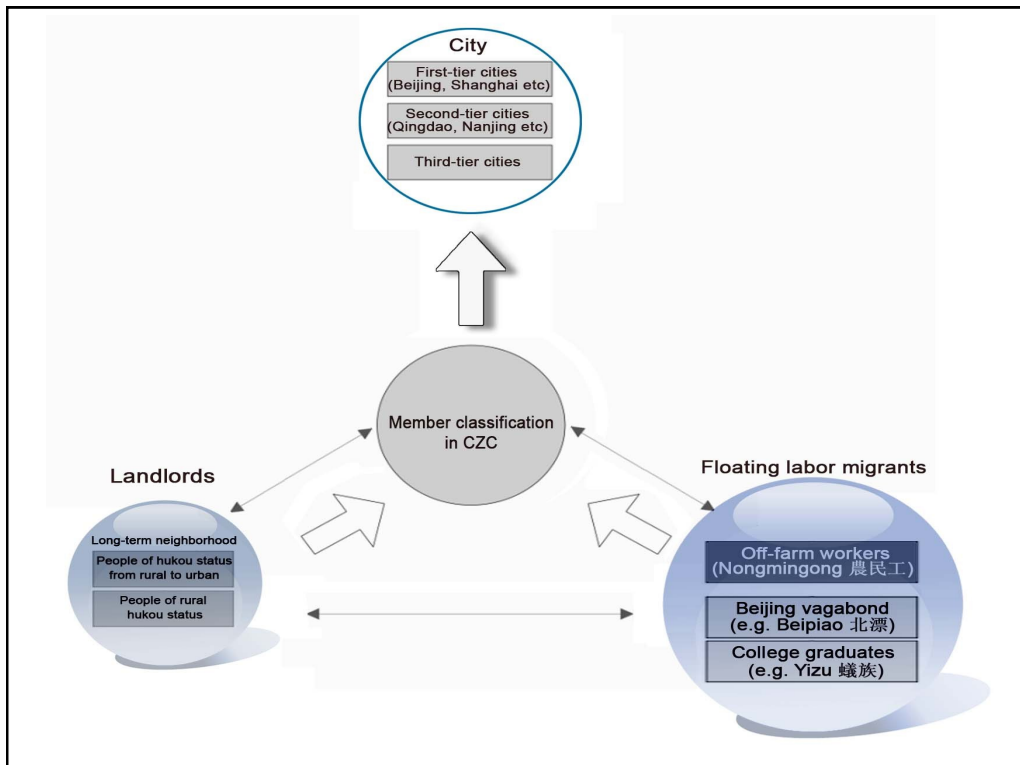 City
First-tier cities
(Beijing, Shanghai etc)
Second-tier cities
(Qingdao, Nanjing etc)
Third-tier cities
Member classification
in CZC
Landlords
Long-term neighborhood
People of hukou status
from rural to urban
People of rural
hukou status
Floating labor migrants
Off-farm workers
(Nongmingong 農民工)
Beijing vagabond
(e.g. Beipiao 北漂)
College graduates
(e.g. Yizu 蟻族)